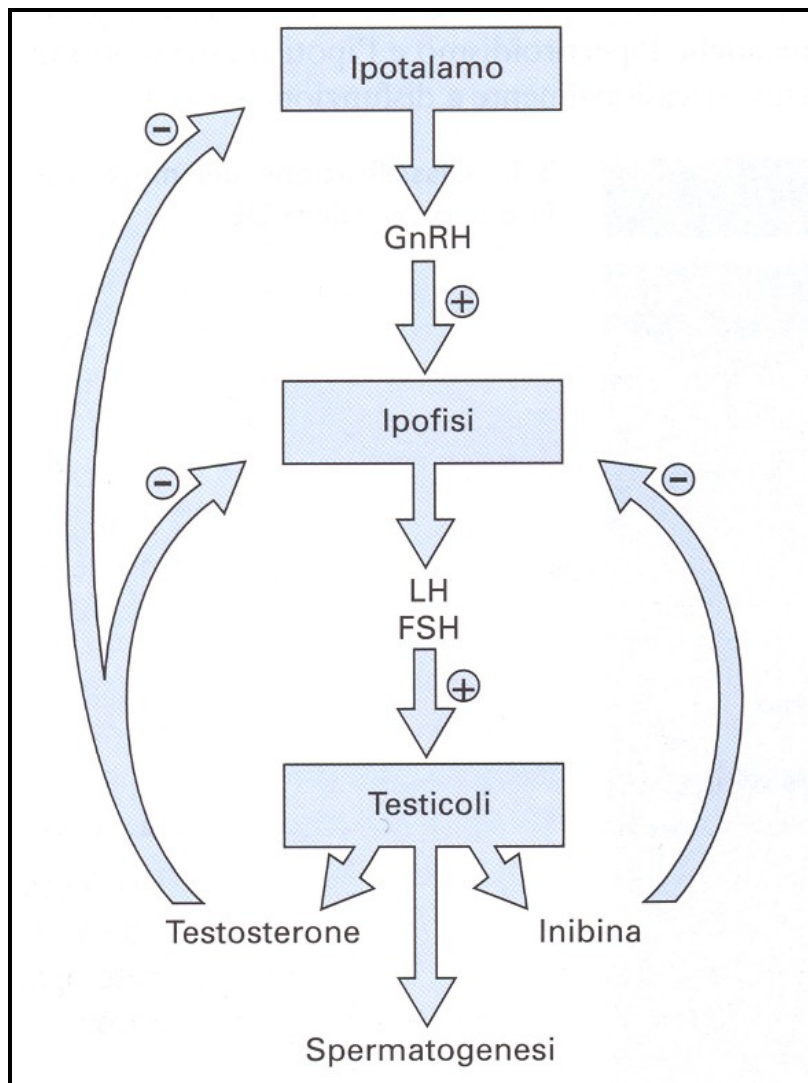 Ipotalamo
−
GnRH
+
Ipofisi
−
−
LH
FSH
+
Testicoli
Testosterone
Inibina
Spermatogenesi